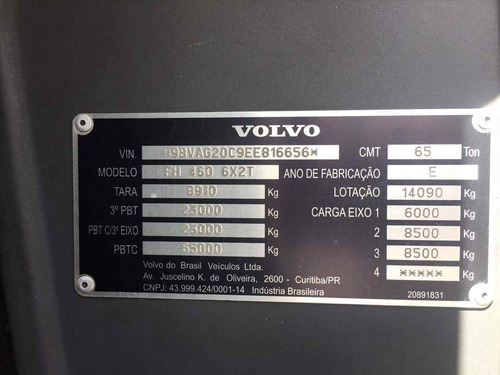 VOLVO
VIN. *9BVAG20C9EE816656* CMT 65 Ton
MODELO FH 460 6X2T ANO DE FABRICAÇÃO E
TARA 8910 Kg LOTAÇÃO 14090 Kg
3º PBT 23000 Kg CARGA EIXO 1 6000 Kg
PBT C/3º EIXO 23000 Kg 2 8500 Kg
PBTC 65000 Kg 3 8500 Kg
4 ***** Kg
Volvo do Brasil Veículos Ltda.
Av. Juscelino K. de Oliveira, 2600 - Curitiba/PR
CNPJ: 43.999.424/0001-14 Indústria Brasileira 20891831